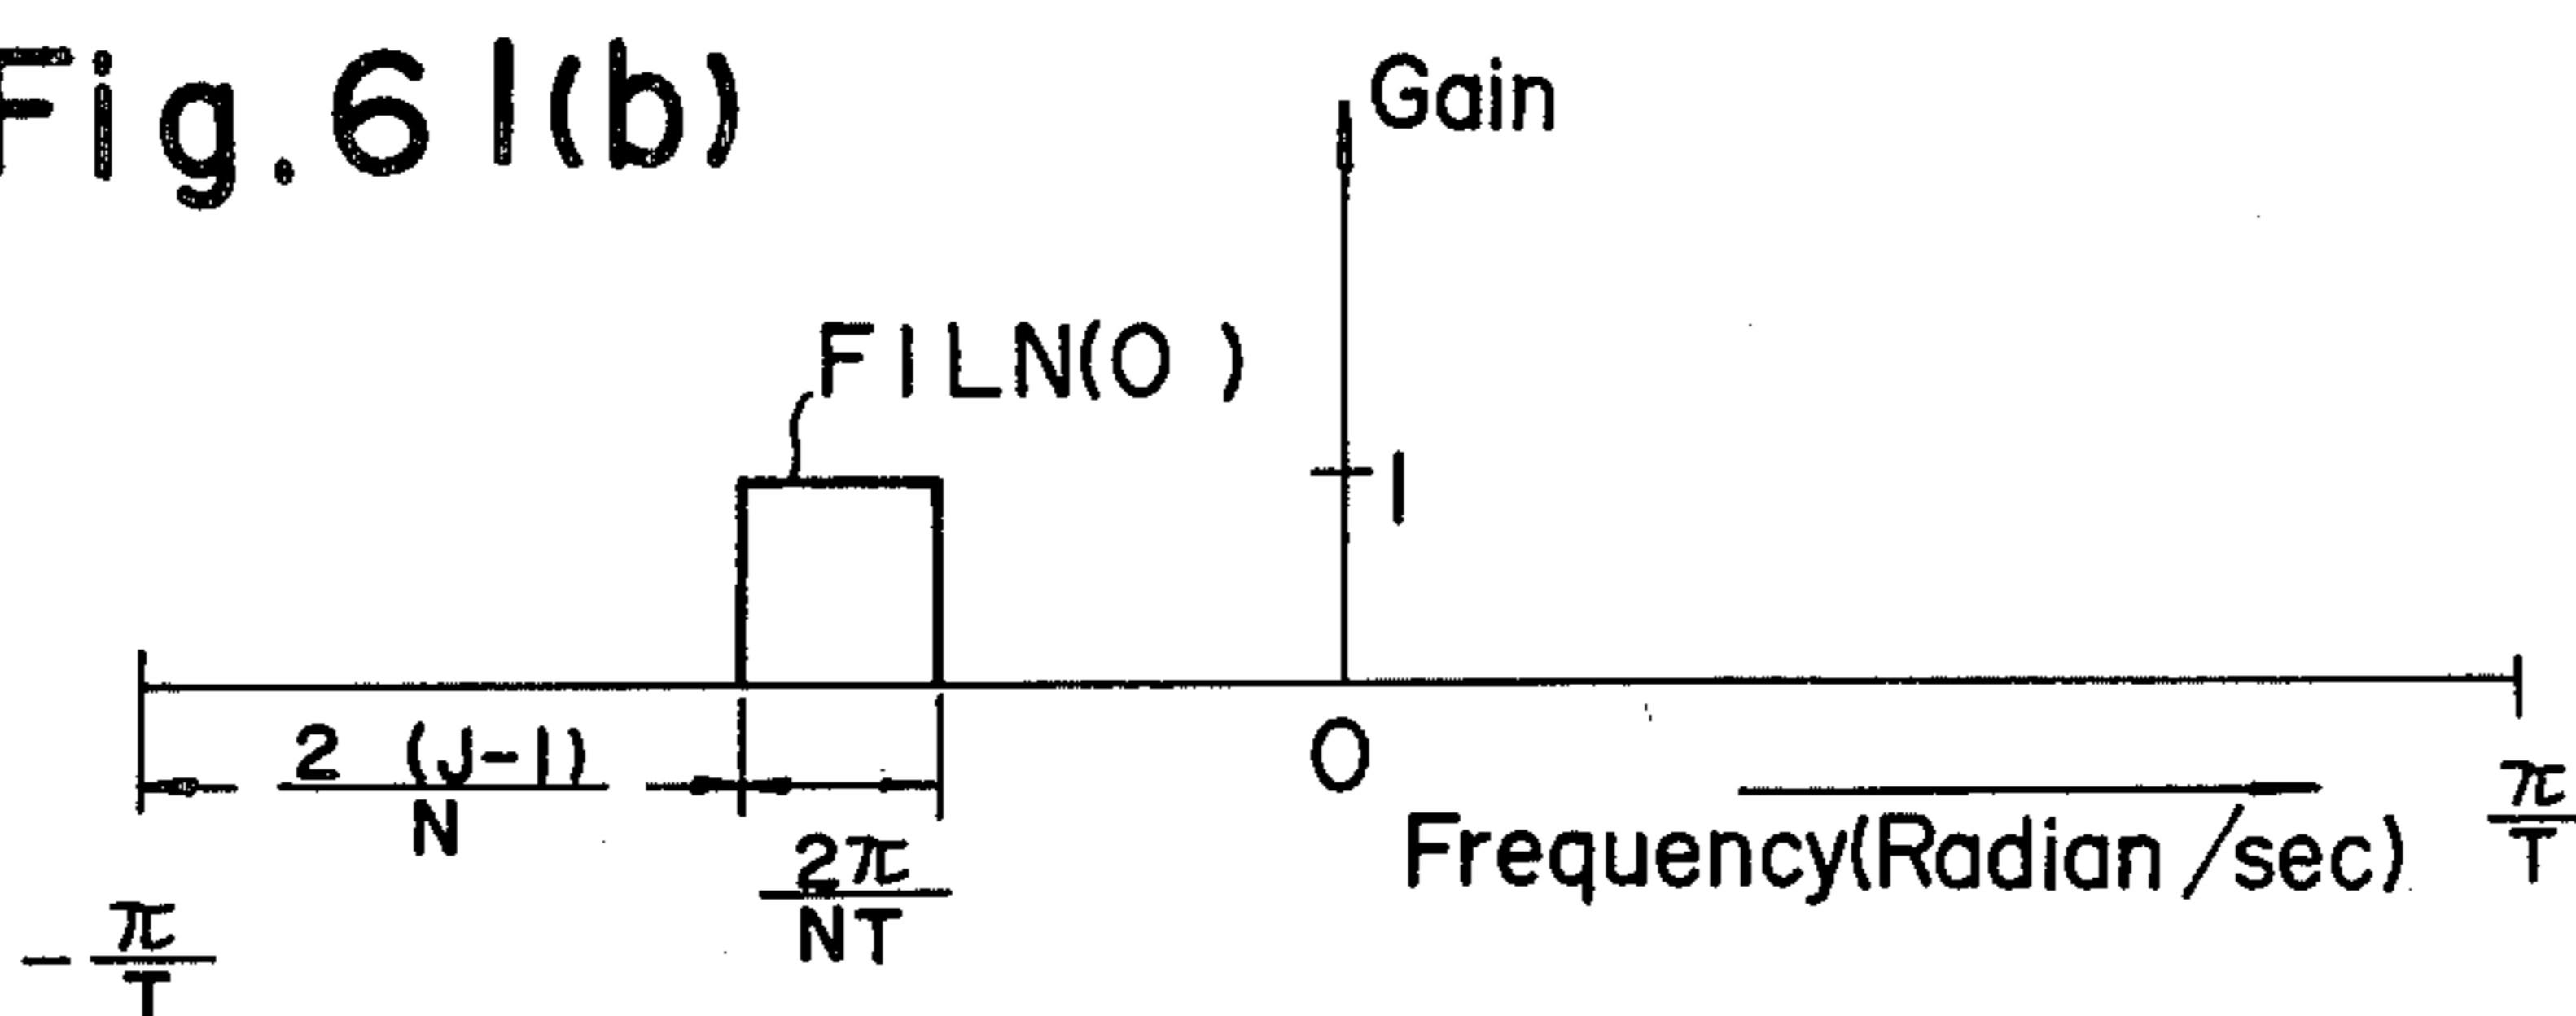 Fig.61(b)
Gain
FILN(0 )
1
2 (J-1)
N
2π
NT
0
Frequency(Radian/sec)
π
T
- π
T